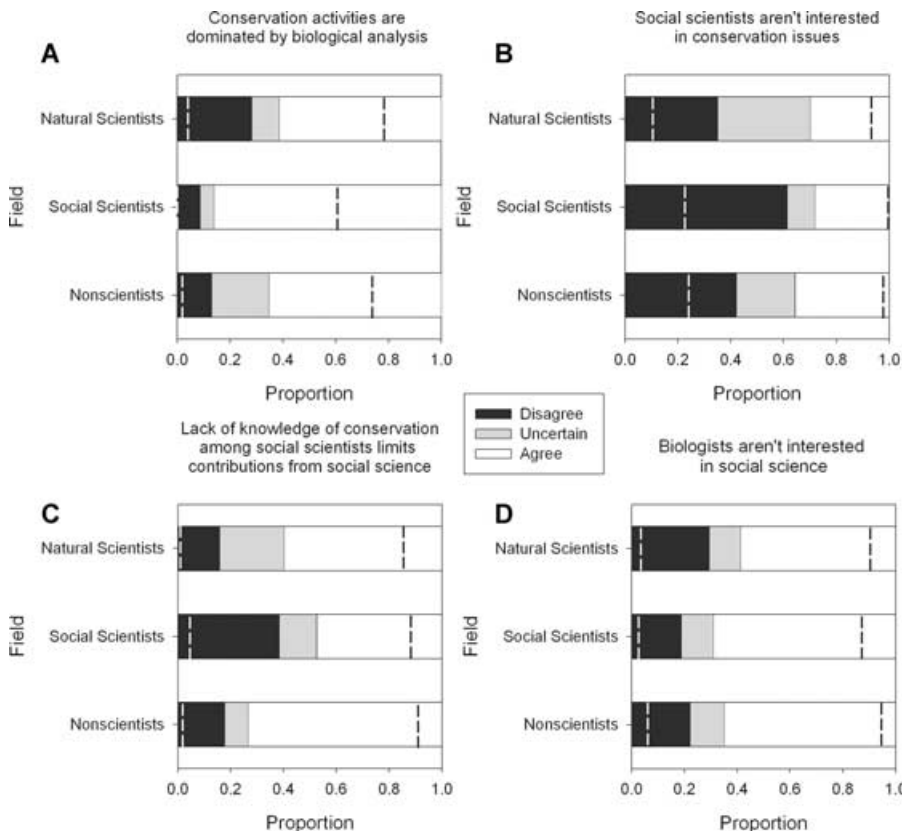 Conservation activities are
dominated by biological analysis
A
Natural Scientists
Social Scientists
Nonscientists
Field
0.0 0.2 0.4 0.6 0.8 1.0
Proportion
Social scientists aren't interested
in conservation issues
B
Natural Scientists
Social Scientists
Nonscientists
Field
0.0 0.2 0.4 0.6 0.8 1.0
Proportion
Disagree
Uncertain
Agree
Lack of knowledge of conservation
among social scientists limits
contributions from social science
C
Natural Scientists
Social Scientists
Nonscientists
Field
0.0 0.2 0.4 0.6 0.8 1.0
Proportion
Biologists aren't interested
in social science
D
Natural Scientists
Social Scientists
Nonscientists
Field
0.0 0.2 0.4 0.6 0.8 1.0
Proportion